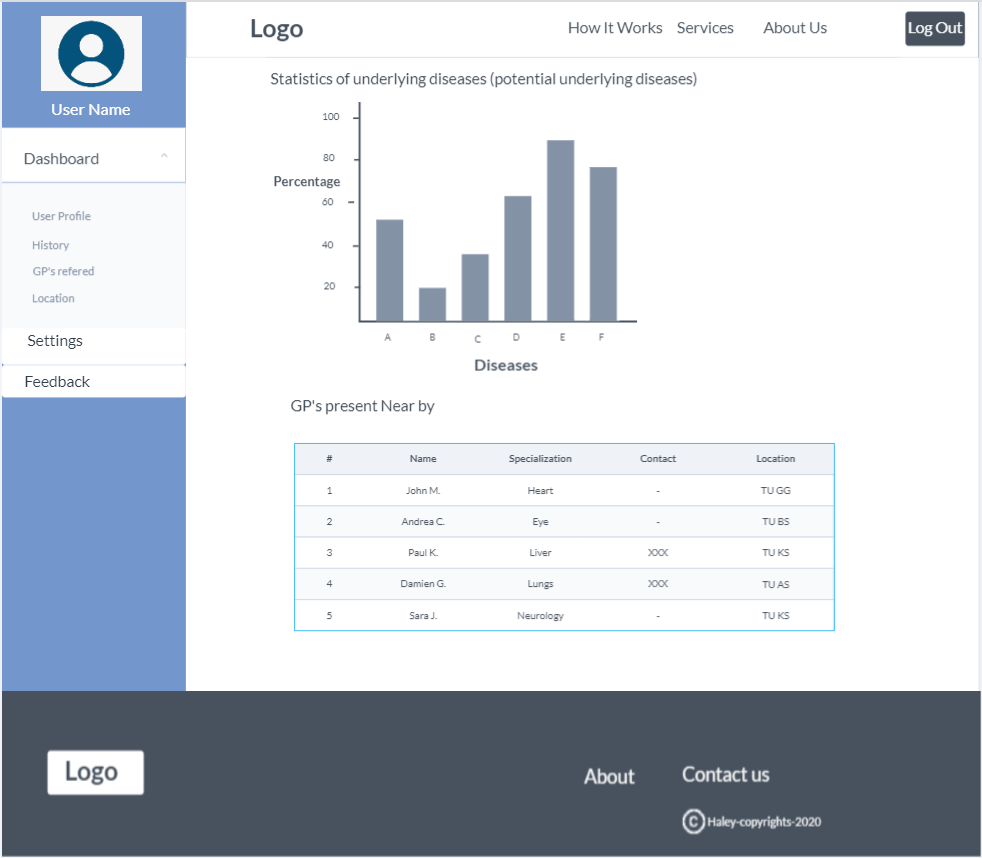 Logo
How It Works Services About Us
Log Out
User Name
Dashboard
User Profile
History
GP's refered
Location
Settings
Feedback
Statistics of underlying diseases (potential underlying diseases)
100
80
Percentage
60
40
20
A B C D E F
Diseases
GP's present Near by
# Name Specialization Contact Location
1 John M. Heart - TU GG
2 Andrea C. Eye - TU BS
3 Paul K. Liver XXX TU KS
4 Damien G. Lungs XXX TU AS
5 Sara J. Neurology - TU KS
Logo
About
Contact us
© Haley-copyrights-2020